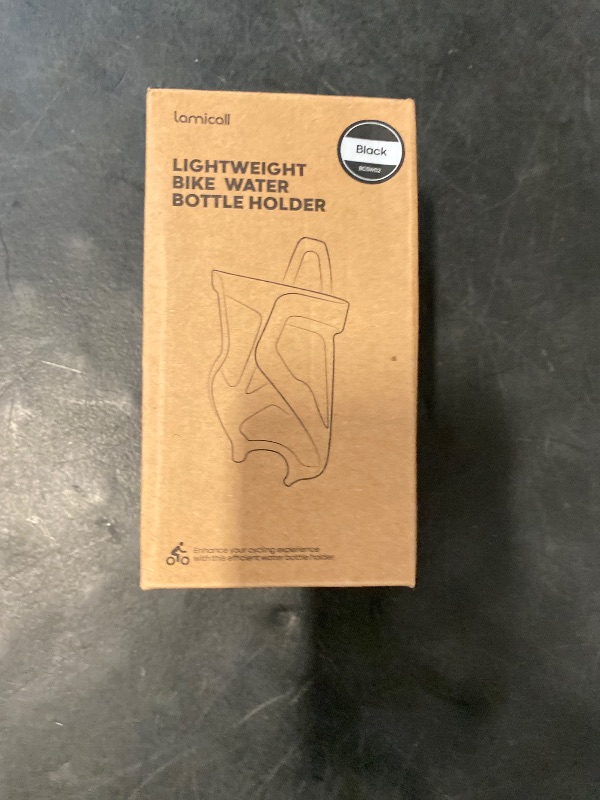 Lamicall
Black
LIGHTWEIGHT
BIKE WATER
BOTTLE HOLDER
Enhance your cycling experience
with this efficient water bottle holder